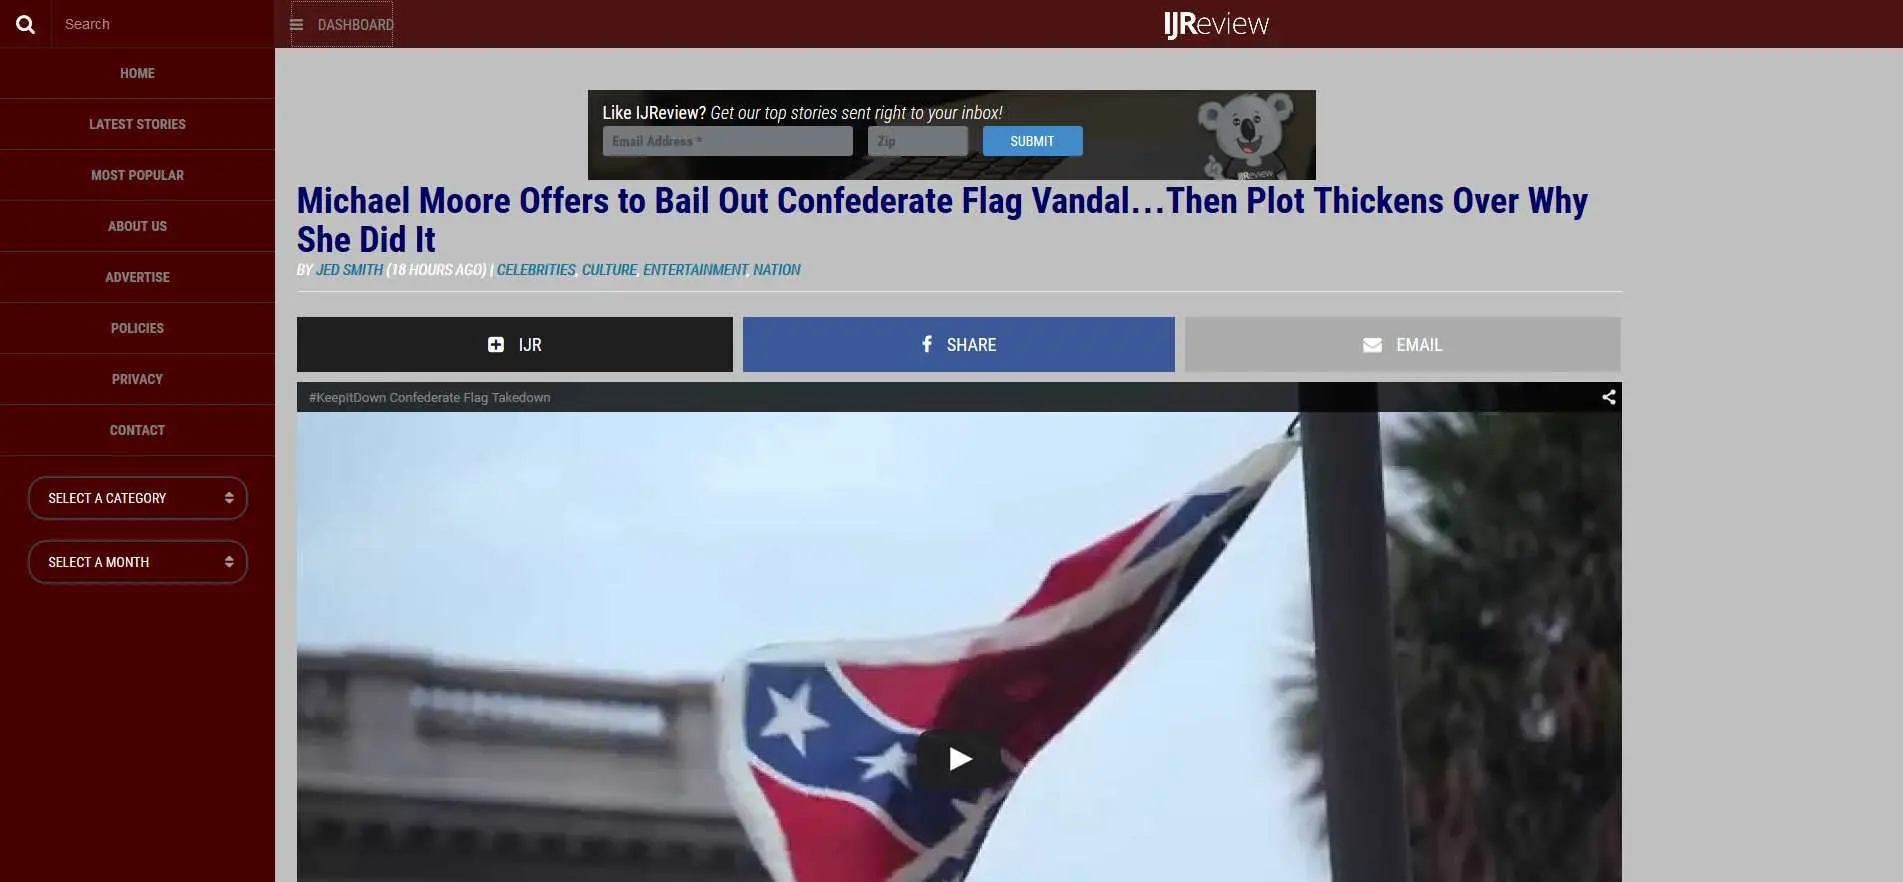 Search
DASHBOARD
IJReview
HOME
LATEST STORIES
MOST POPULAR
ABOUT US
ADVERTISE
POLICIES
PRIVACY
CONTACT
SELECT A CATEGORY
SELECT A MONTH
Like IJReview? Get our top stories sent right to your inbox!
Email Address *
Zip
SUBMIT
IJReview
Michael Moore Offers to Bail Out Confederate Flag Vandal…Then Plot Thickens Over Why
She Did It
BY JED SMITH (18 HOURS AGO) | CELEBRITIES, CULTURE, ENTERTAINMENT, NATION
IJR
SHARE
EMAIL
#KeepitDown Confederate Flag Takedown